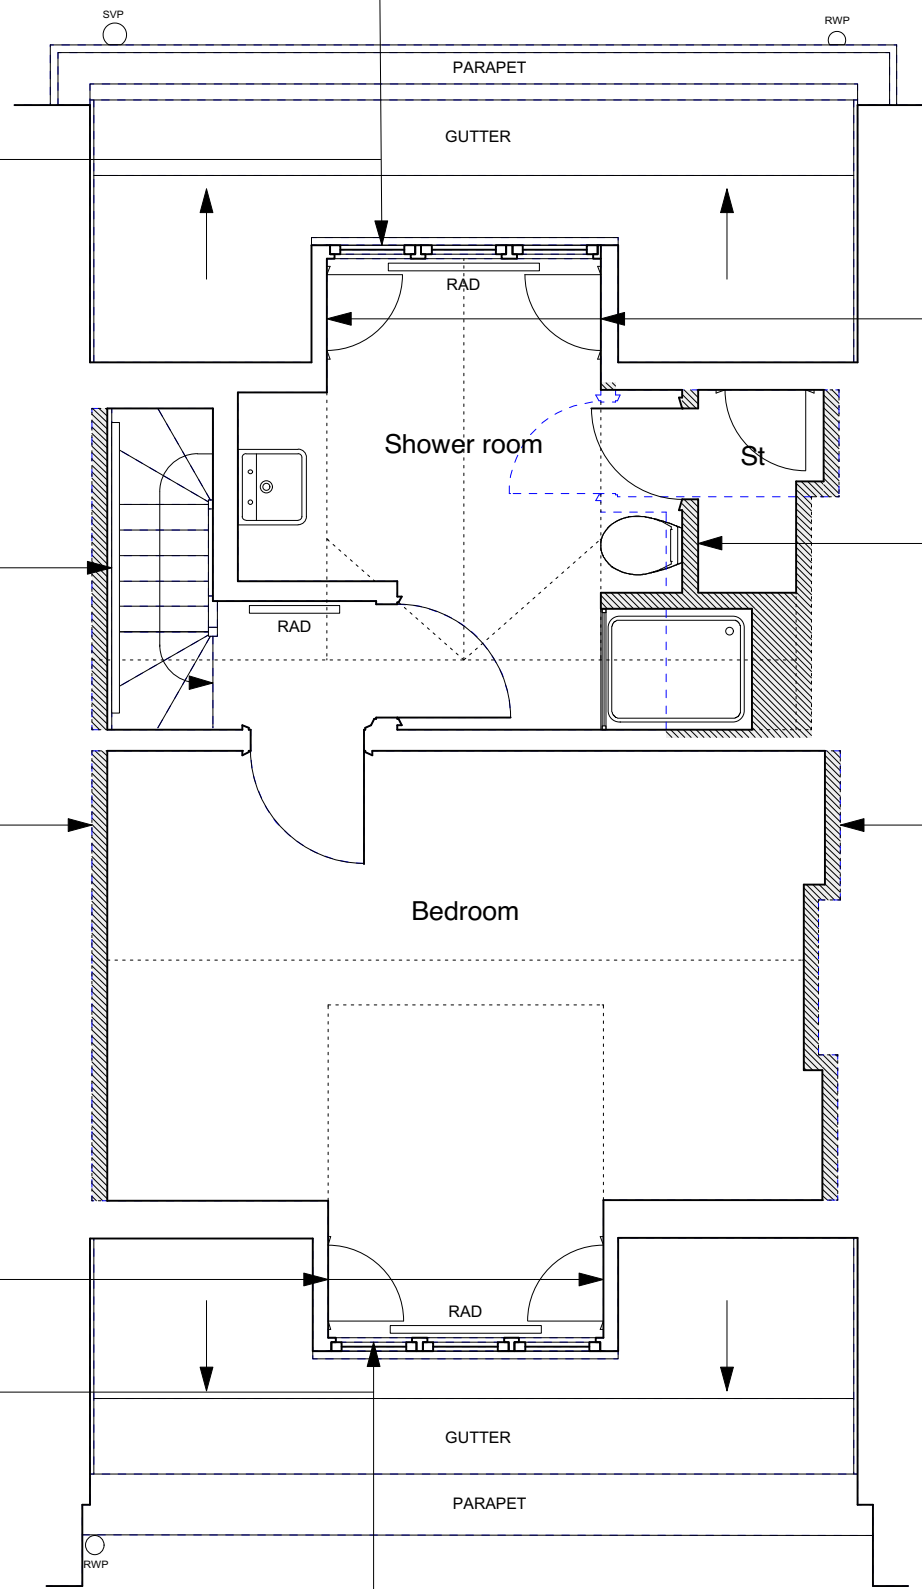 SVP
RWP
PARAPET
GUTTER
RAD
Shower room
St
RAD
Bedroom
RAD
GUTTER
PARAPET
RWP